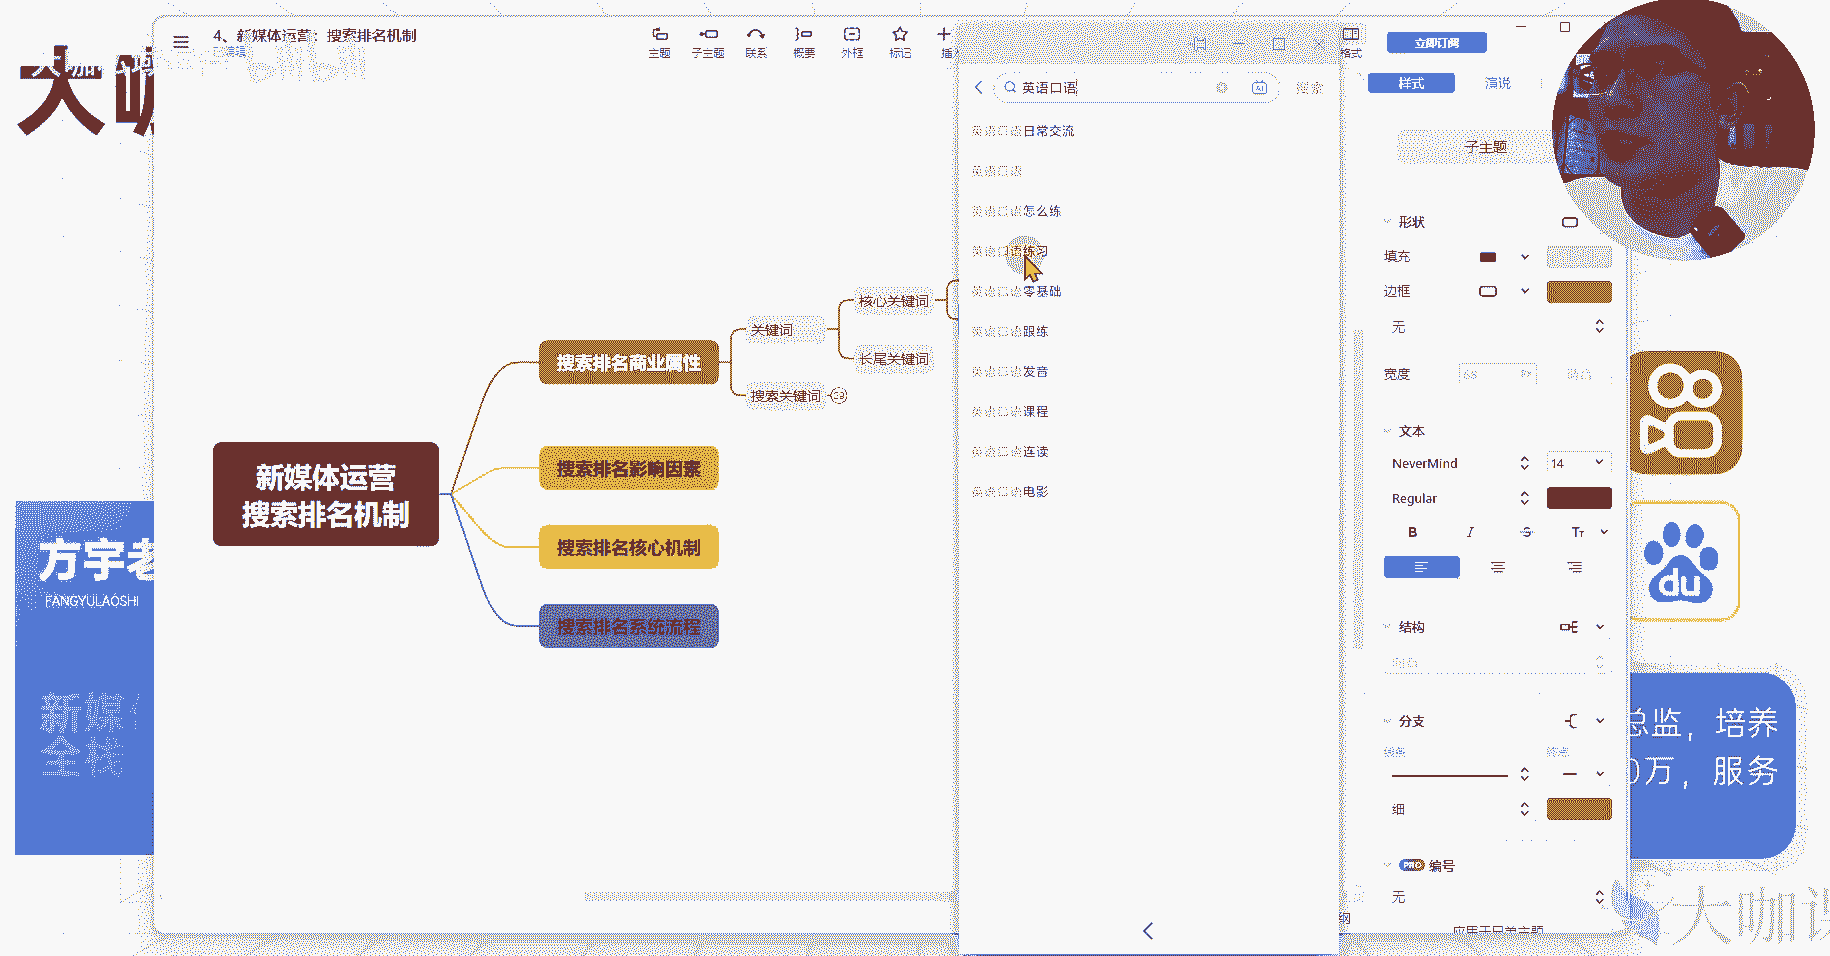 4、新媒体运营：搜索排名机制
已编辑
主题
子主题
联系
概要
外框
标记
格式
立即订阅
样式
演说
子主题
英语口语
搜索
英语口语日常交流
英语口语
英语口语怎么练
英语口语练习
英语口语零基础
英语口语跟练
英语口语发音
英语口语课程
英语口语连读
英语口语电影
新媒体运营
搜索排名机制
搜索排名商业属性
搜索排名影响因素
搜索排名核心机制
搜索排名系统流程
关键词
核心关键词
长尾关键词
搜索关键词
形状
填充
边框
无
宽度
文本
NeverMind
14
Regular
B
I
S
TT
结构
分支
细
PRO
编号
无
方宇老
FANGYULAOSHI
新媒体
全栈
du
总监，培养
0万，服务
大咖课